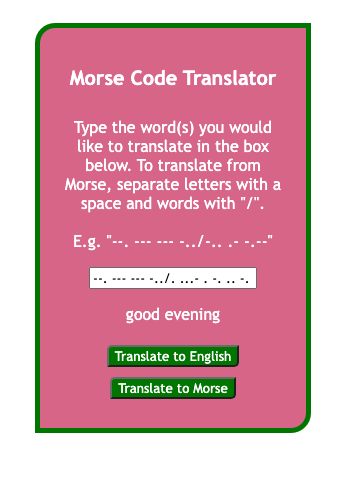 Morse Code Translator
Type the word(s) you would
like to translate in the box
below. To translate from
Morse, separate letters with a
space and words with "/".
E.g. "--. --- --- -../-.. .- -.--"
--. --- --- -../. ...- . -. .. -.
good evening
Translate to English
Translate to Morse